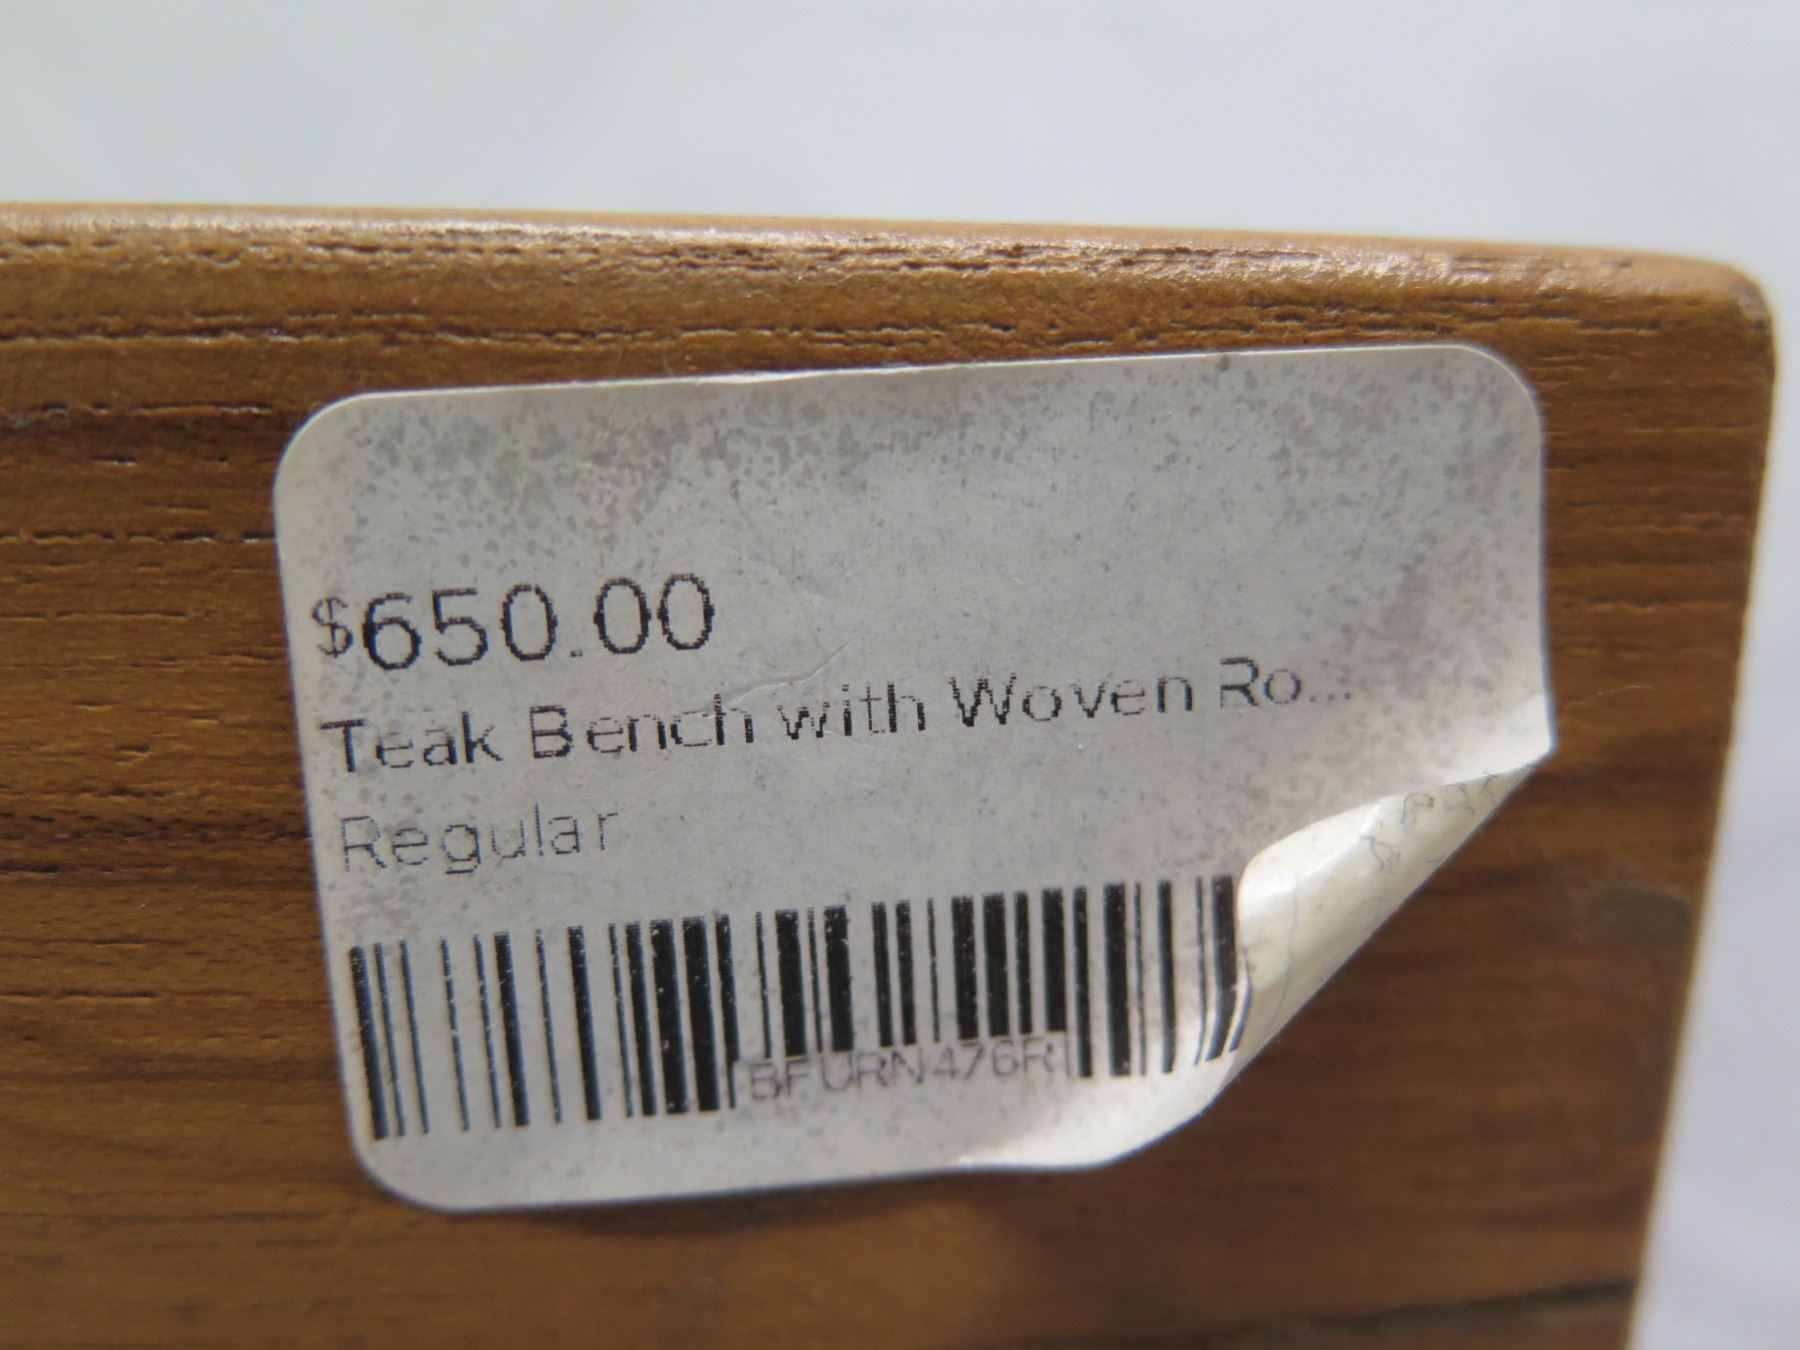 $650.00
Teak Bench with Woven Ro...
Regular
BFURN476R